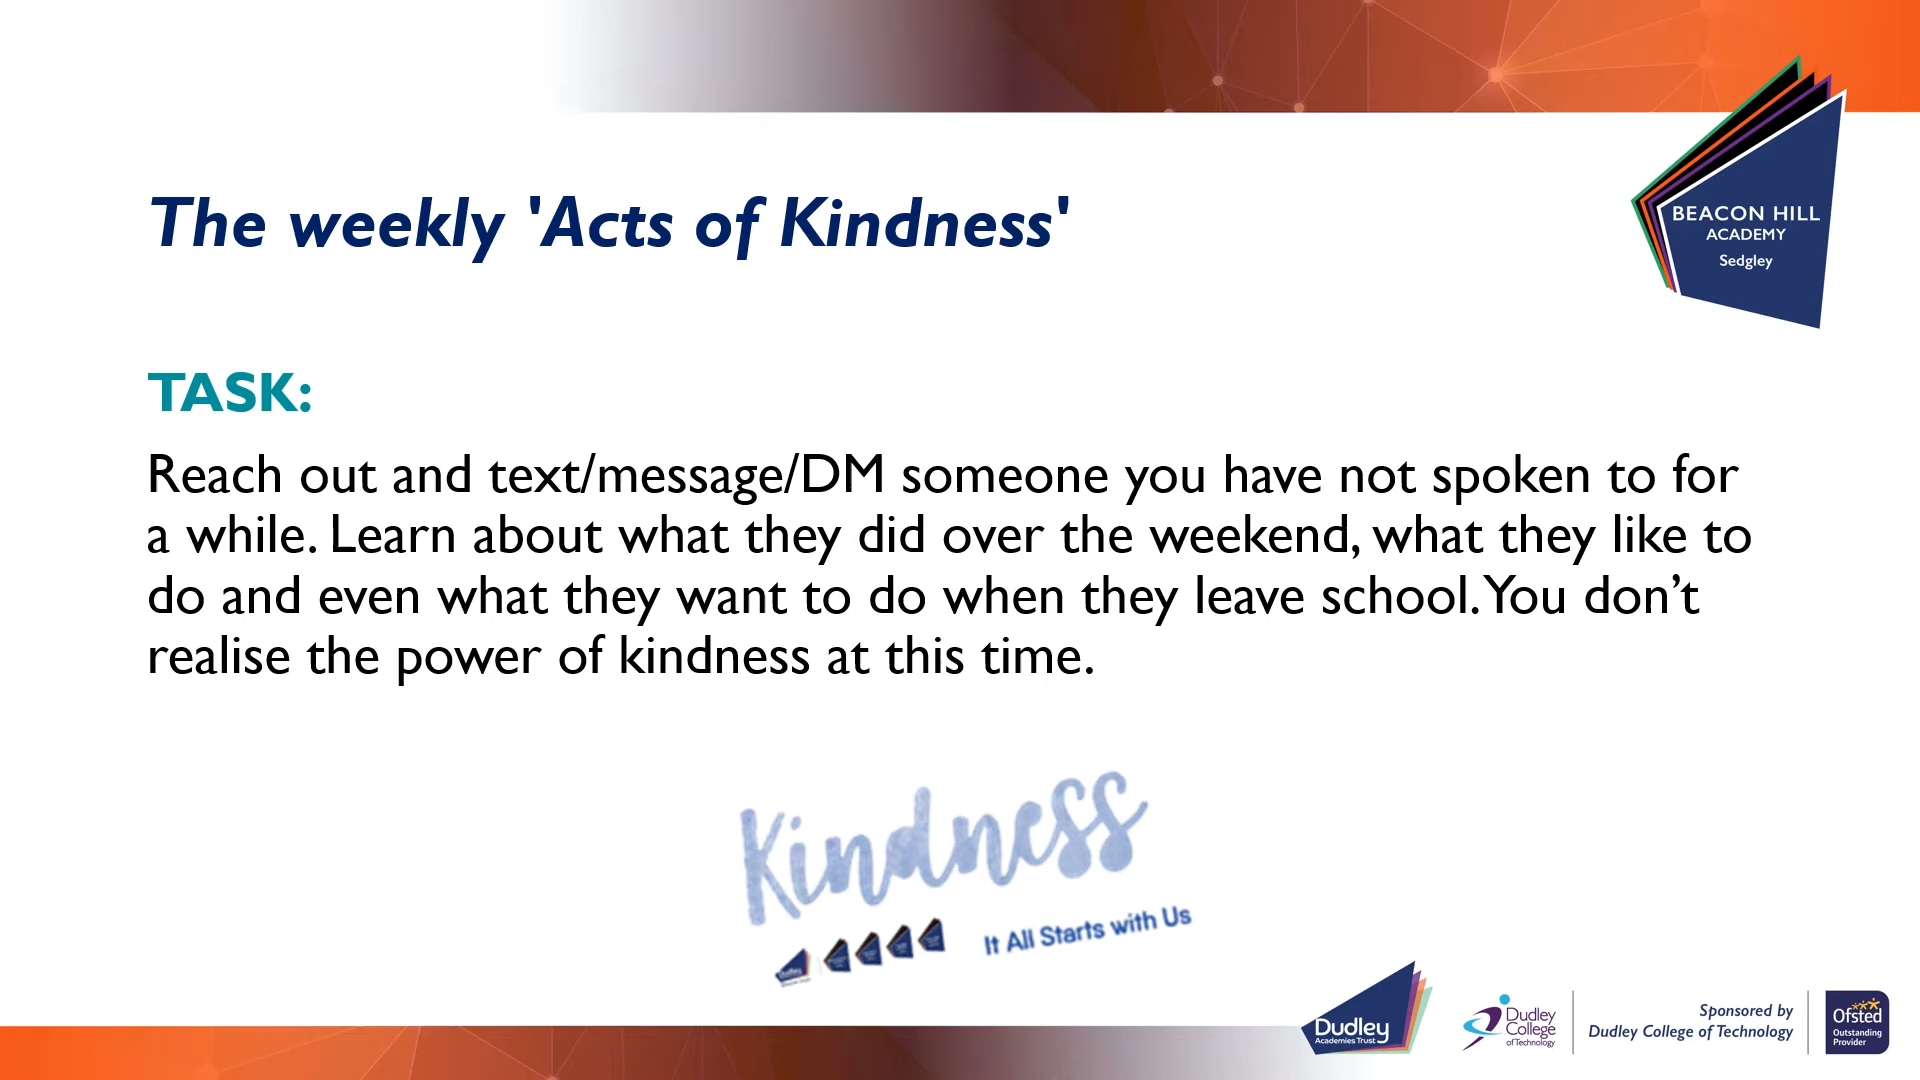 The weekly 'Acts of Kindness'
BEACON HILL
ACADEMY
Sedgley
TASK:
Reach out and text/message/DM someone you have not spoken to for
a while. Learn about what they did over the weekend, what they like to
do and even what they want to do when they leave school. You don’t
realise the power of kindness at this time.
Kindness
It All Starts with Us
Dudley
Dudley
Academies Trust
Dudley
College
of Technology
Sponsored by
Dudley College of Technology
Ofsted
Outstanding
Provider